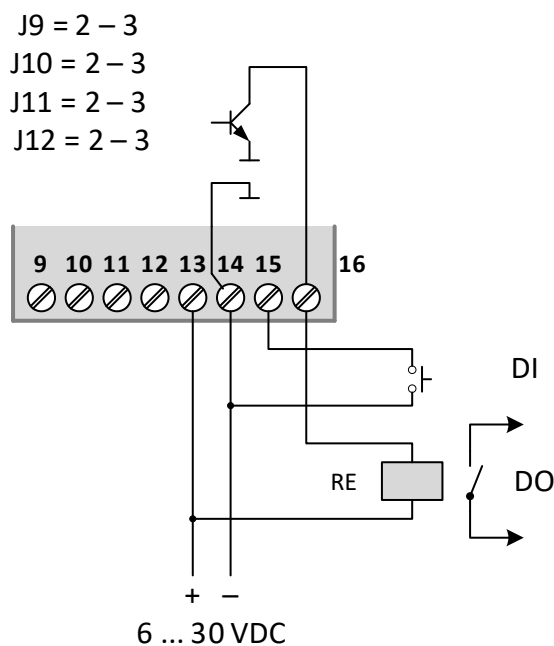 J9 = 2 – 3
J10 = 2 – 3
J11 = 2 – 3
J12 = 2 – 3
9 10 11 12 13 14 15 16
DI
RE
DO
+ –
6 ... 30 VDC